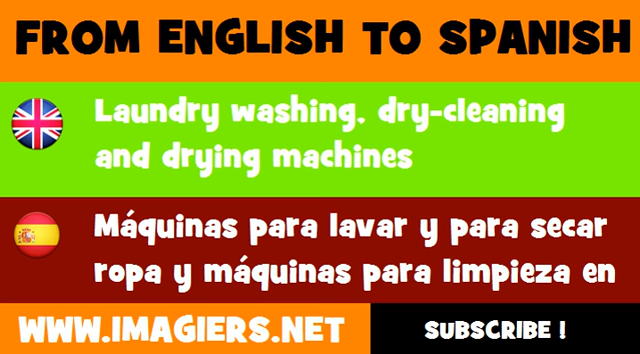 FROM ENGLISH TO SPANISH
Laundry washing, dry-cleaning
and drying machines
Máquinas para lavar y para secar
ropa y máquinas para limpieza en
WWW.IMAGIERS.NET
SUBSCRIBE !